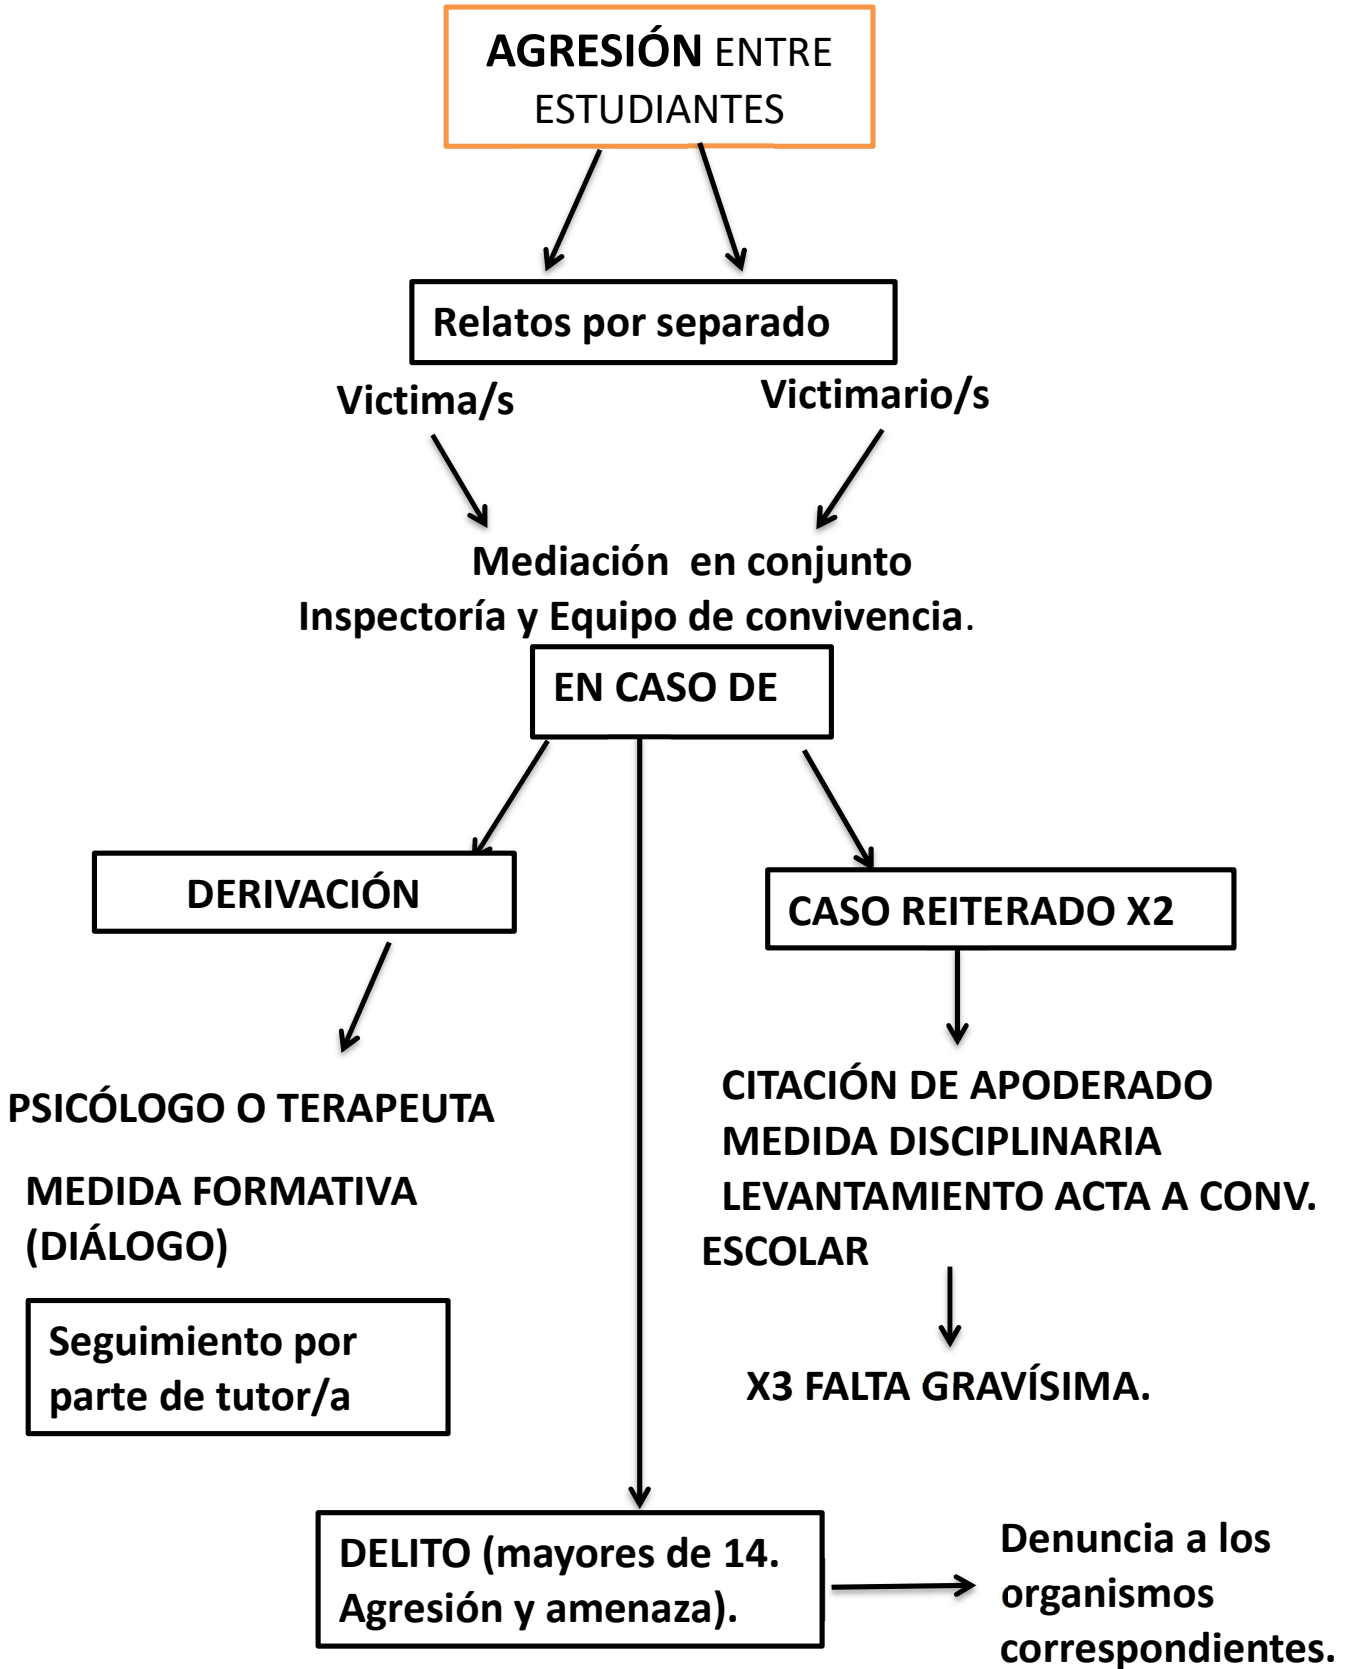 AGRESIÓN ENTRE
ESTUDIANTES
Relatos por separado
Victima/s
Victimario/s
Mediación en conjunto
Inspectoría y Equipo de convivencia.
EN CASO DE
DERIVACIÓN
CASO REITERADO X2
PSICÓLOGO O TERAPEUTA
MEDIDA FORMATIVA
(DIÁLOGO)
Seguimiento por
parte de tutor/a
CITACIÓN DE APODERADO
MEDIDA DISCIPLINARIA
LEVANTAMIENTO ACTA A CONV.
ESCOLAR
X3 FALTA GRAVÍSIMA.
DELITO (mayores de 14.
Agresión y amenaza).
Denuncia a los
organismos
correspondientes.